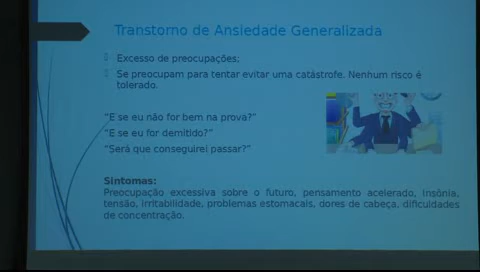 Transtorno de Ansiedade Generalizada
Excesso de preocupações;
Se preocupam para tentar evitar uma catástrofe. Nenhum risco é
tolerado.
“E se eu não for bem na prova?”
“E se eu for demitido?”
“Será que conseguirei passar?”
Sintomas:
Preocupação excessiva sobre o futuro, pensamento acelerado, insônia,
tensão, irritabilidade, problemas estomacais, dores de cabeça, dificuldades
de concentração.